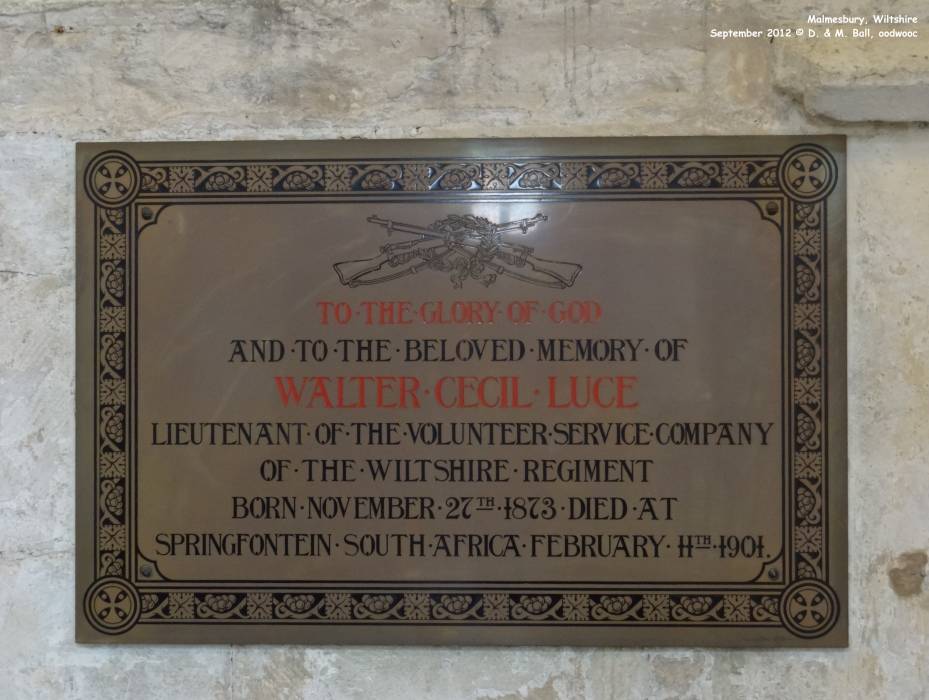 Malmesbury, Wiltshire
September 2012 © D. & M. Ball, oodwooc
TO·THE·GLORY·OF·GOD
AND·TO·THE·BELOVED·MEMORY·OF
WALTER·CECIL·LUCE
LIEUTENANT·OF·THE·VOLUNTEER·SERVICE·COMPANY
OF·THE·WILTSHIRE·REGIMENT
BORN·NOVEMBER·27TH·1873·DIED·AT
SPRINGFONTEIN·SOUTH·AFRICA·FEBRUARY·11TH·1901.